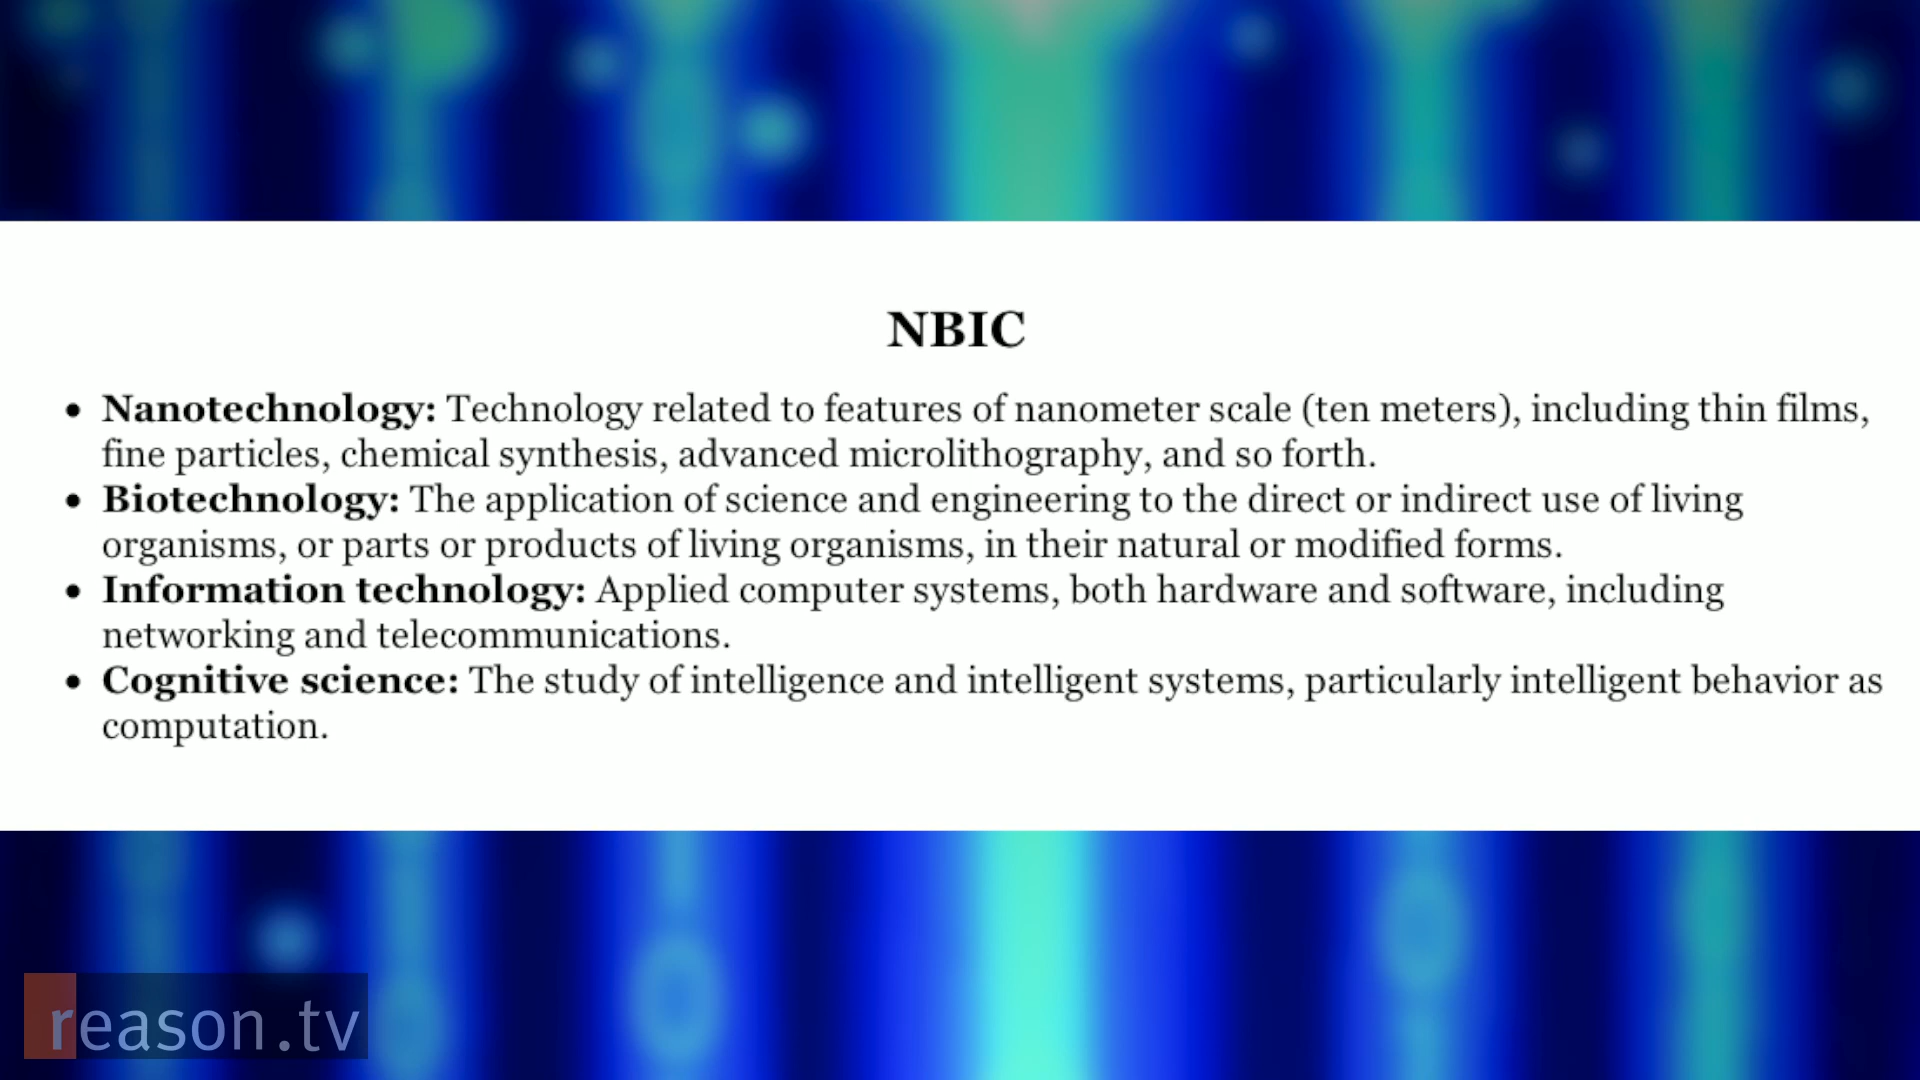 NBIC
• Nanotechnology: Technology related to features of nanometer scale (ten meters), including thin films,
fine particles, chemical synthesis, advanced microlithography, and so forth.
• Biotechnology: The application of science and engineering to the direct or indirect use of living
organisms, or parts or products of living organisms, in their natural or modified forms.
• Information technology: Applied computer systems, both hardware and software, including
networking and telecommunications.
• Cognitive science: The study of intelligence and intelligent systems, particularly intelligent behavior as
computation.
reason.tv